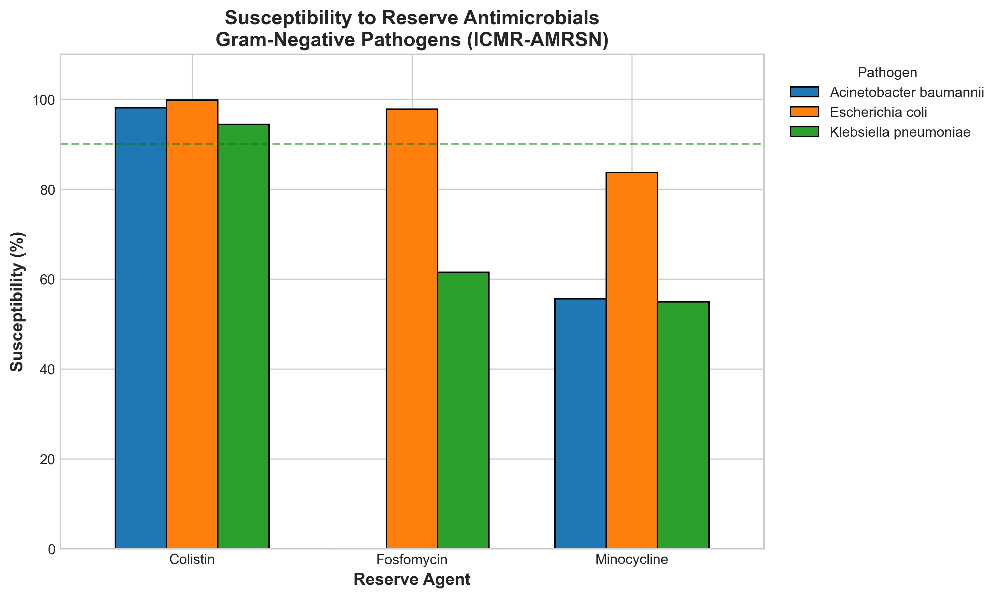 Susceptibility to Reserve Antimicrobials
Gram-Negative Pathogens (ICMR-AMRSN)
Pathogen
Acinetobacter baumannii
Escherichia coli
Klebsiella pneumoniae
Susceptibility (%)
100
80
60
40
20
0
Colistin
Fosfomycin
Minocycline
Reserve Agent